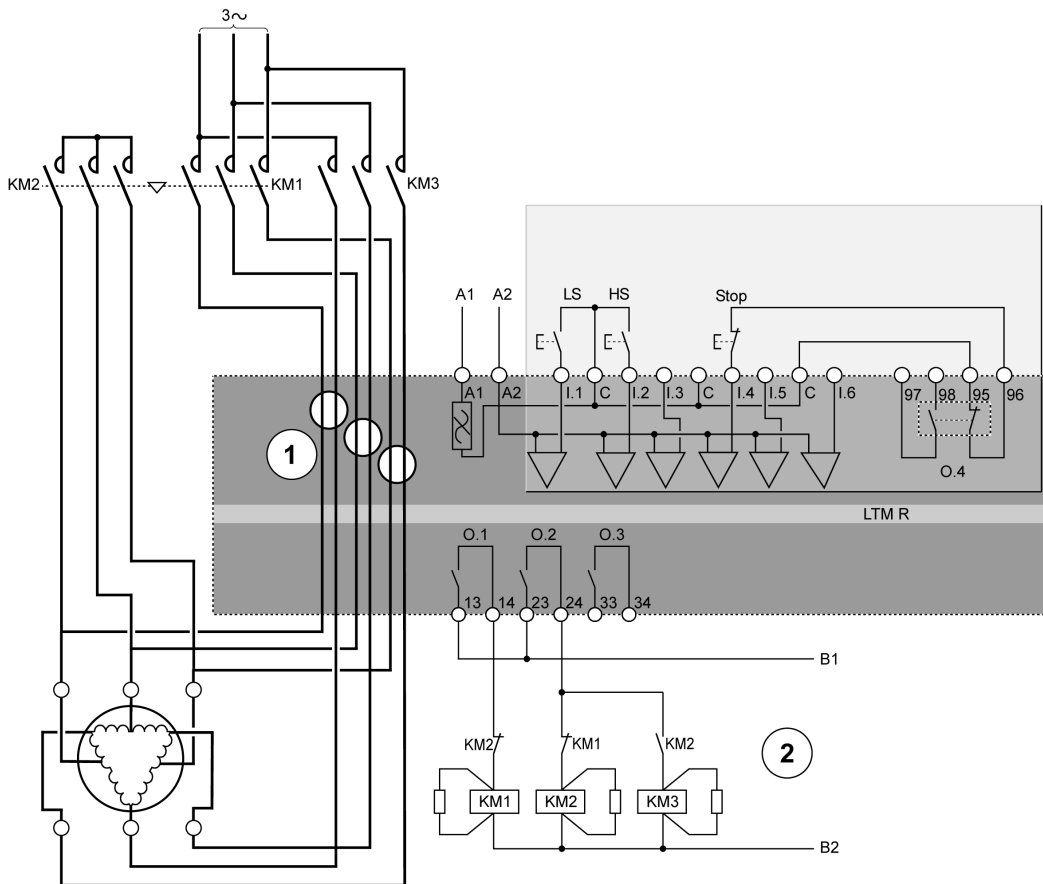 3∼
KM2
KM1
KM3
A1
A2
LS
HS
Stop
A1
A2
I.1
C
I.2
I.3
C
I.4
I.5
C
I.6
97
98
95
96
1
O.4
LTM R
O.1
O.2
O.3
13
14
23
24
33
34
B1
KM2
KM1
KM2
2
KM1
KM2
KM3
B2